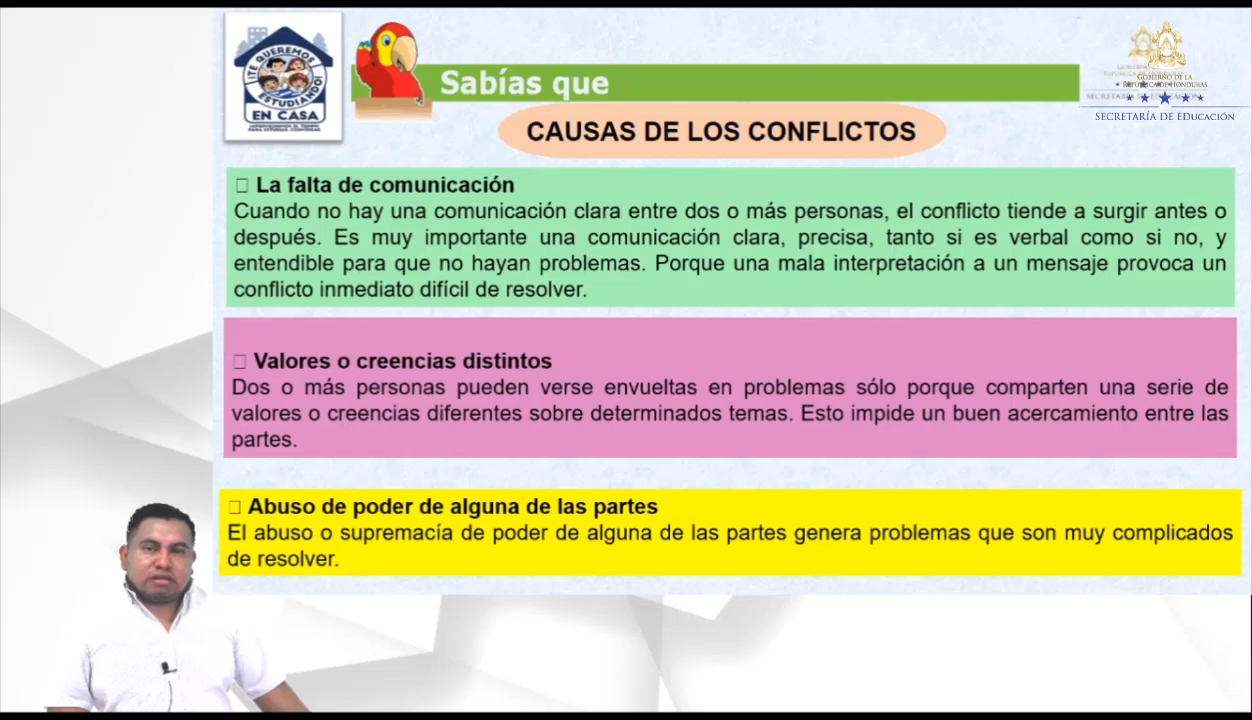 ¡TE QUEREMOS
ESTUDIANDO!
EN CASA
Sabías que
GOBIERNO DE LA
REPÚBLICA DE HONDURAS
SECRETARÍA DE EDUCACIÓN
CAUSAS DE LOS CONFLICTOS
La falta de comunicación
Cuando no hay una comunicación clara entre dos o más personas, el conflicto tiende a surgir antes o
después. Es muy importante una comunicación clara, precisa, tanto si es verbal como si no, y
entendible para que no hayan problemas. Porque una mala interpretación a un mensaje provoca un
conflicto inmediato difícil de resolver.
Valores o creencias distintos
Dos o más personas pueden verse envueltas en problemas sólo porque comparten una serie de
valores o creencias diferentes sobre determinados temas. Esto impide un buen acercamiento entre las
partes.
Abuso de poder de alguna de las partes
El abuso o supremacía de poder de alguna de las partes genera problemas que son muy complicados
de resolver.